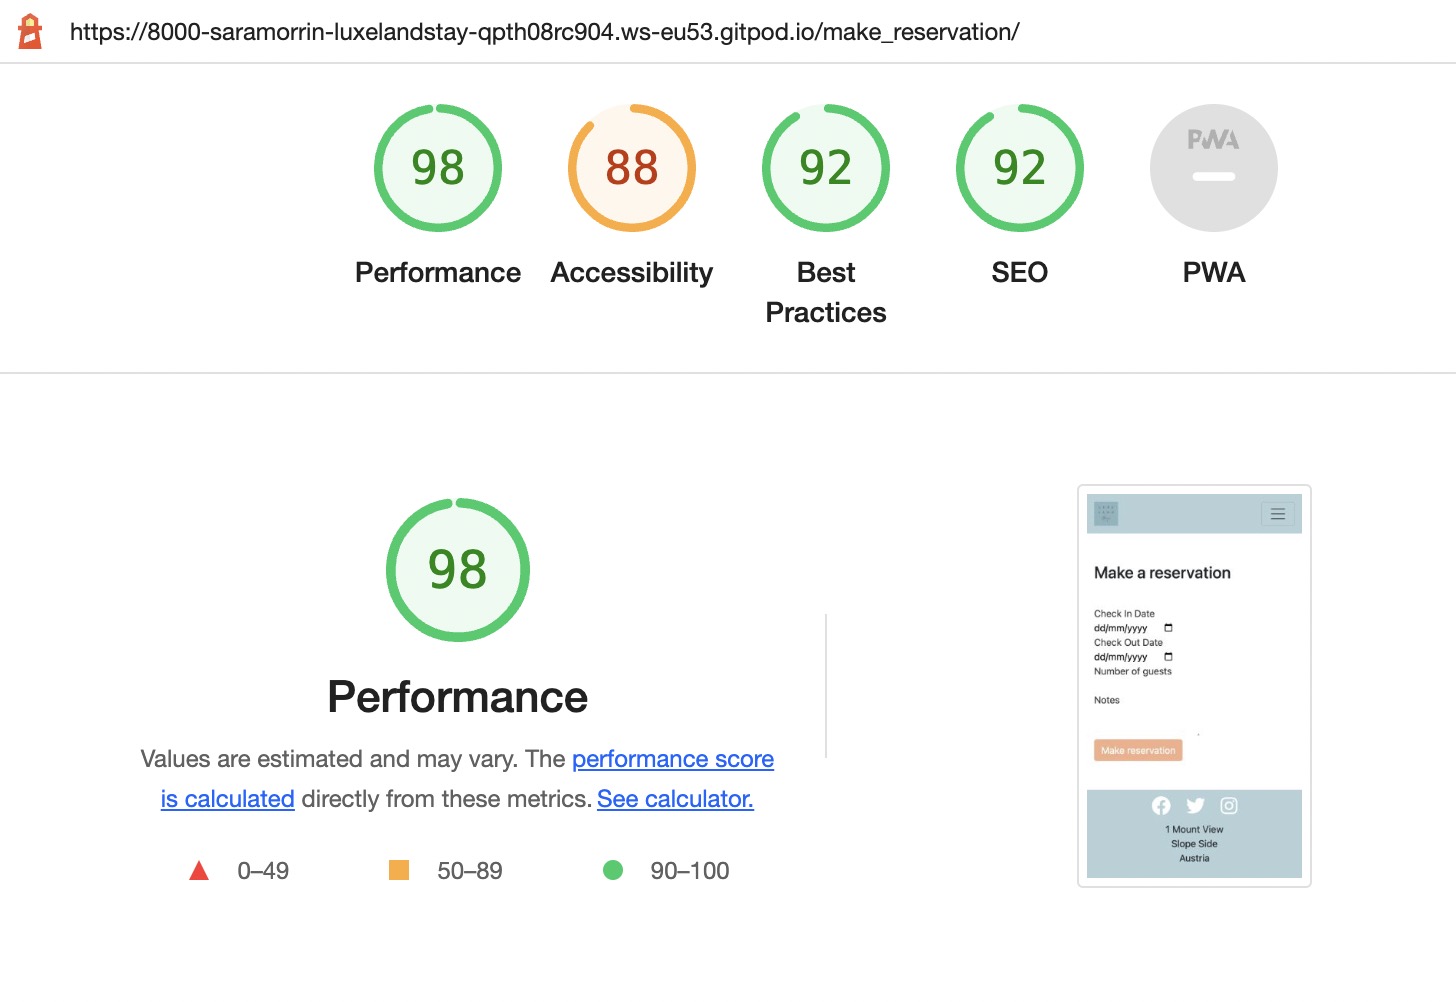 https://8000-saramorrin-luxelandstay-qpth08rc904.ws-eu53.gitpod.io/make_reservation/
98
88
92
92
PWA
Performance
Accessibility
Best
Practices
SEO
PWA
98
Performance
Values are estimated and may vary. The performance score
is calculated directly from these metrics. See calculator.
0–49
50–89
90–100
Make a reservation
Check In Date
dd/mm/yyyy
Check Out Date
dd/mm/yyyy
Number of guests
Notes
Make reservation
1 Mount View
Slope Side
Austria